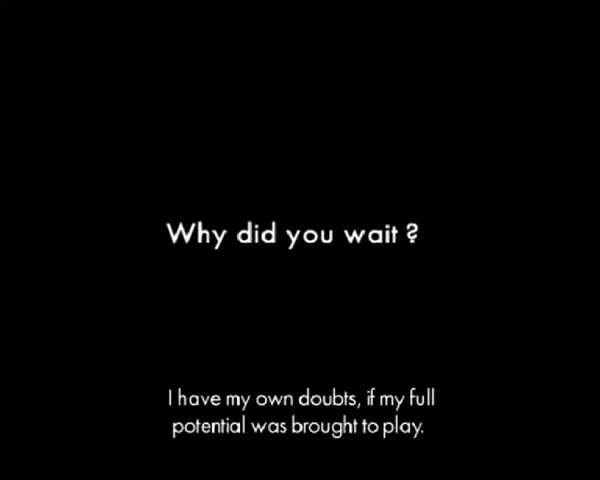 Why did you wait ?
I have my own doubts, if my full
potential was brought to play.